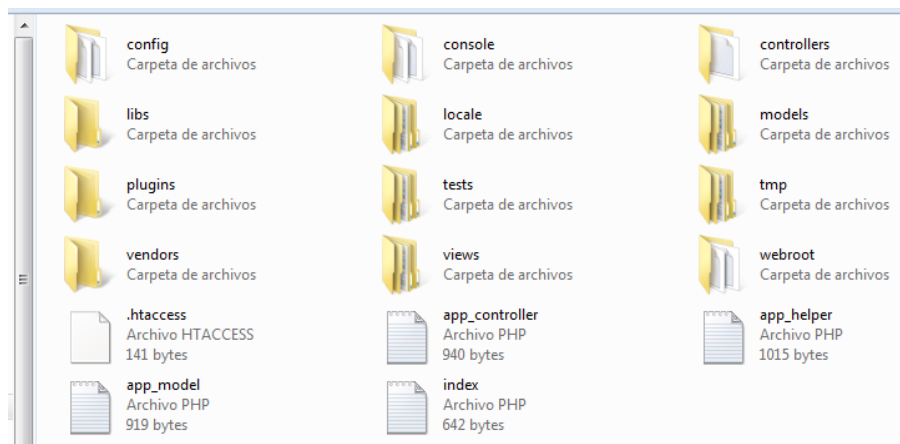 config
Carpeta de archivos
console
Carpeta de archivos
controllers
Carpeta de archivos
libs
Carpeta de archivos
locale
Carpeta de archivos
models
Carpeta de archivos
plugins
Carpeta de archivos
tests
Carpeta de archivos
tmp
Carpeta de archivos
vendors
Carpeta de archivos
views
Carpeta de archivos
webroot
Carpeta de archivos
.htaccess
Archivo HTACCESS
141 bytes
app_controller
Archivo PHP
940 bytes
app_helper
Archivo PHP
1015 bytes
app_model
Archivo PHP
919 bytes
index
Archivo PHP
642 bytes